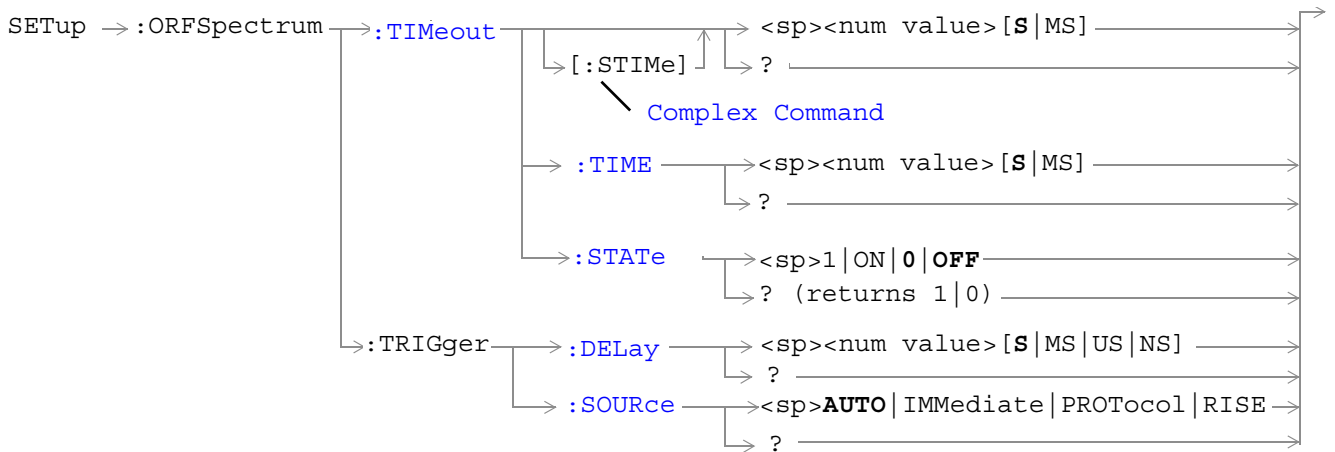 SETup :ORFSpectrum :TIMeout <sp><num value>[S|MS]
[:STIMe] ?
Complex Command
:TIME <sp><num value>[S|MS]
?
:STATe <sp>1|ON|0|OFF
? (returns 1|0)
:TRIGger :DELay <sp><num value>[S|MS|US|NS]
?
:SOURce <sp>AUTO|IMMediate|PROTocol|RISE
?